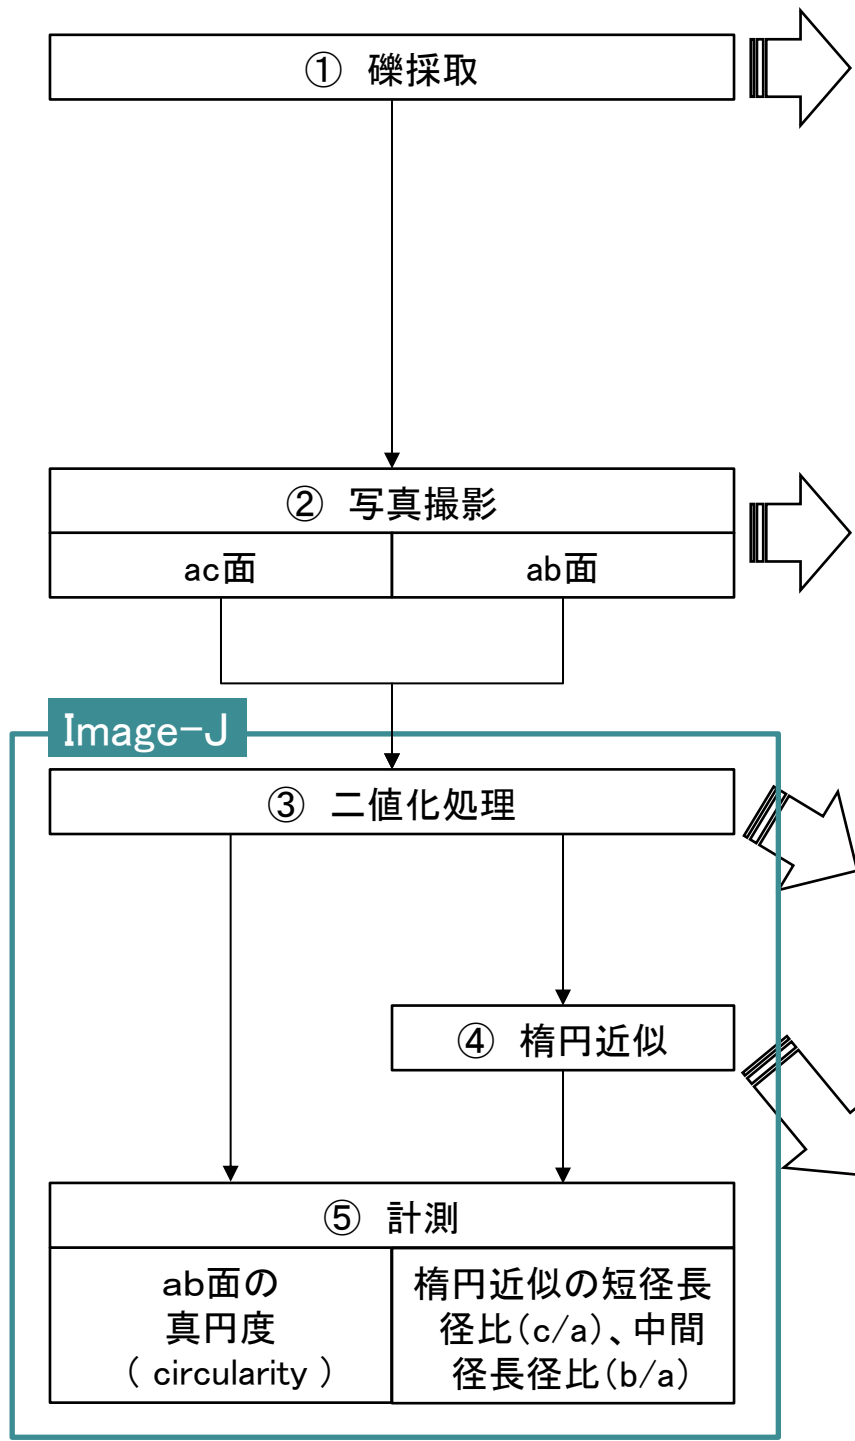 ① 礫採取
② 写真撮影
ac面
ab面
Image-J
③ 二値化処理
④ 楕円近似
⑤ 計測
ab面の
真円度
( circularity )
楕円近似の短径長
径比(c/a)、中間
径長径比(b/a)